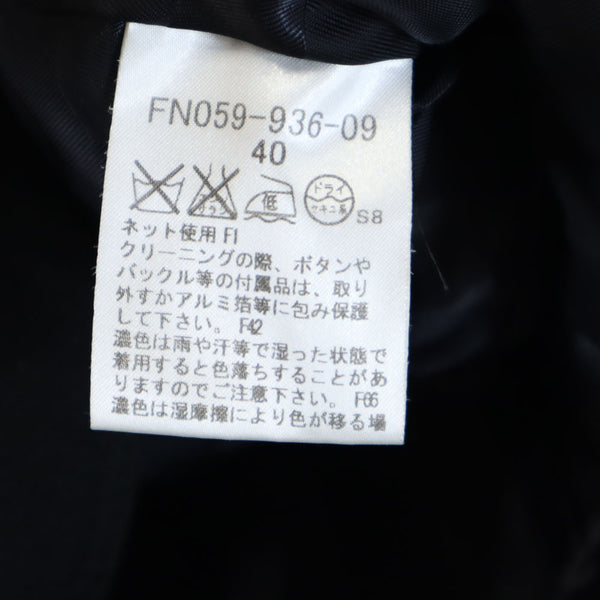 FN059-936-09
40
低
ドライ
セキユ系
S8
ネット使用 F1
クリーニングの際、ボタンや
バックル等の付属品は、取り
外すかアルミ箔等に包み保護
して下さい。 F42
濃色は雨や汗等で湿った状態で
着用すると色落ちすることがあ
りますのでご注意下さい。 F66
濃色は湿摩擦により色が移る場